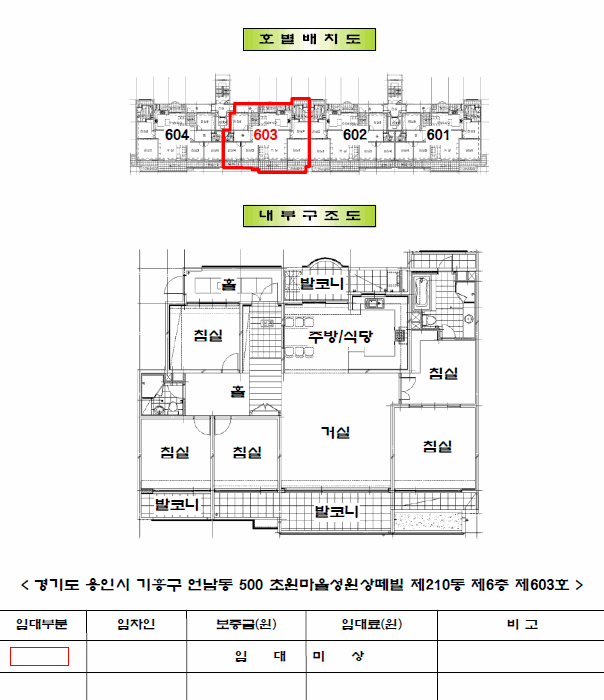 호 별 배 치 도
604 603 602 601
내 부 구 조 도
홀 발코니
침실 주방/식당
침실
홀
거실
침실 침실 침실
발코니 발코니
< 경기도 용인시 기흥구 언남동 500 초원마을성원상떼빌 제210동 제6층 제603호 >
임대부분 임차인 보증금(원) 임대료(원) 비 고
임 대 미 상